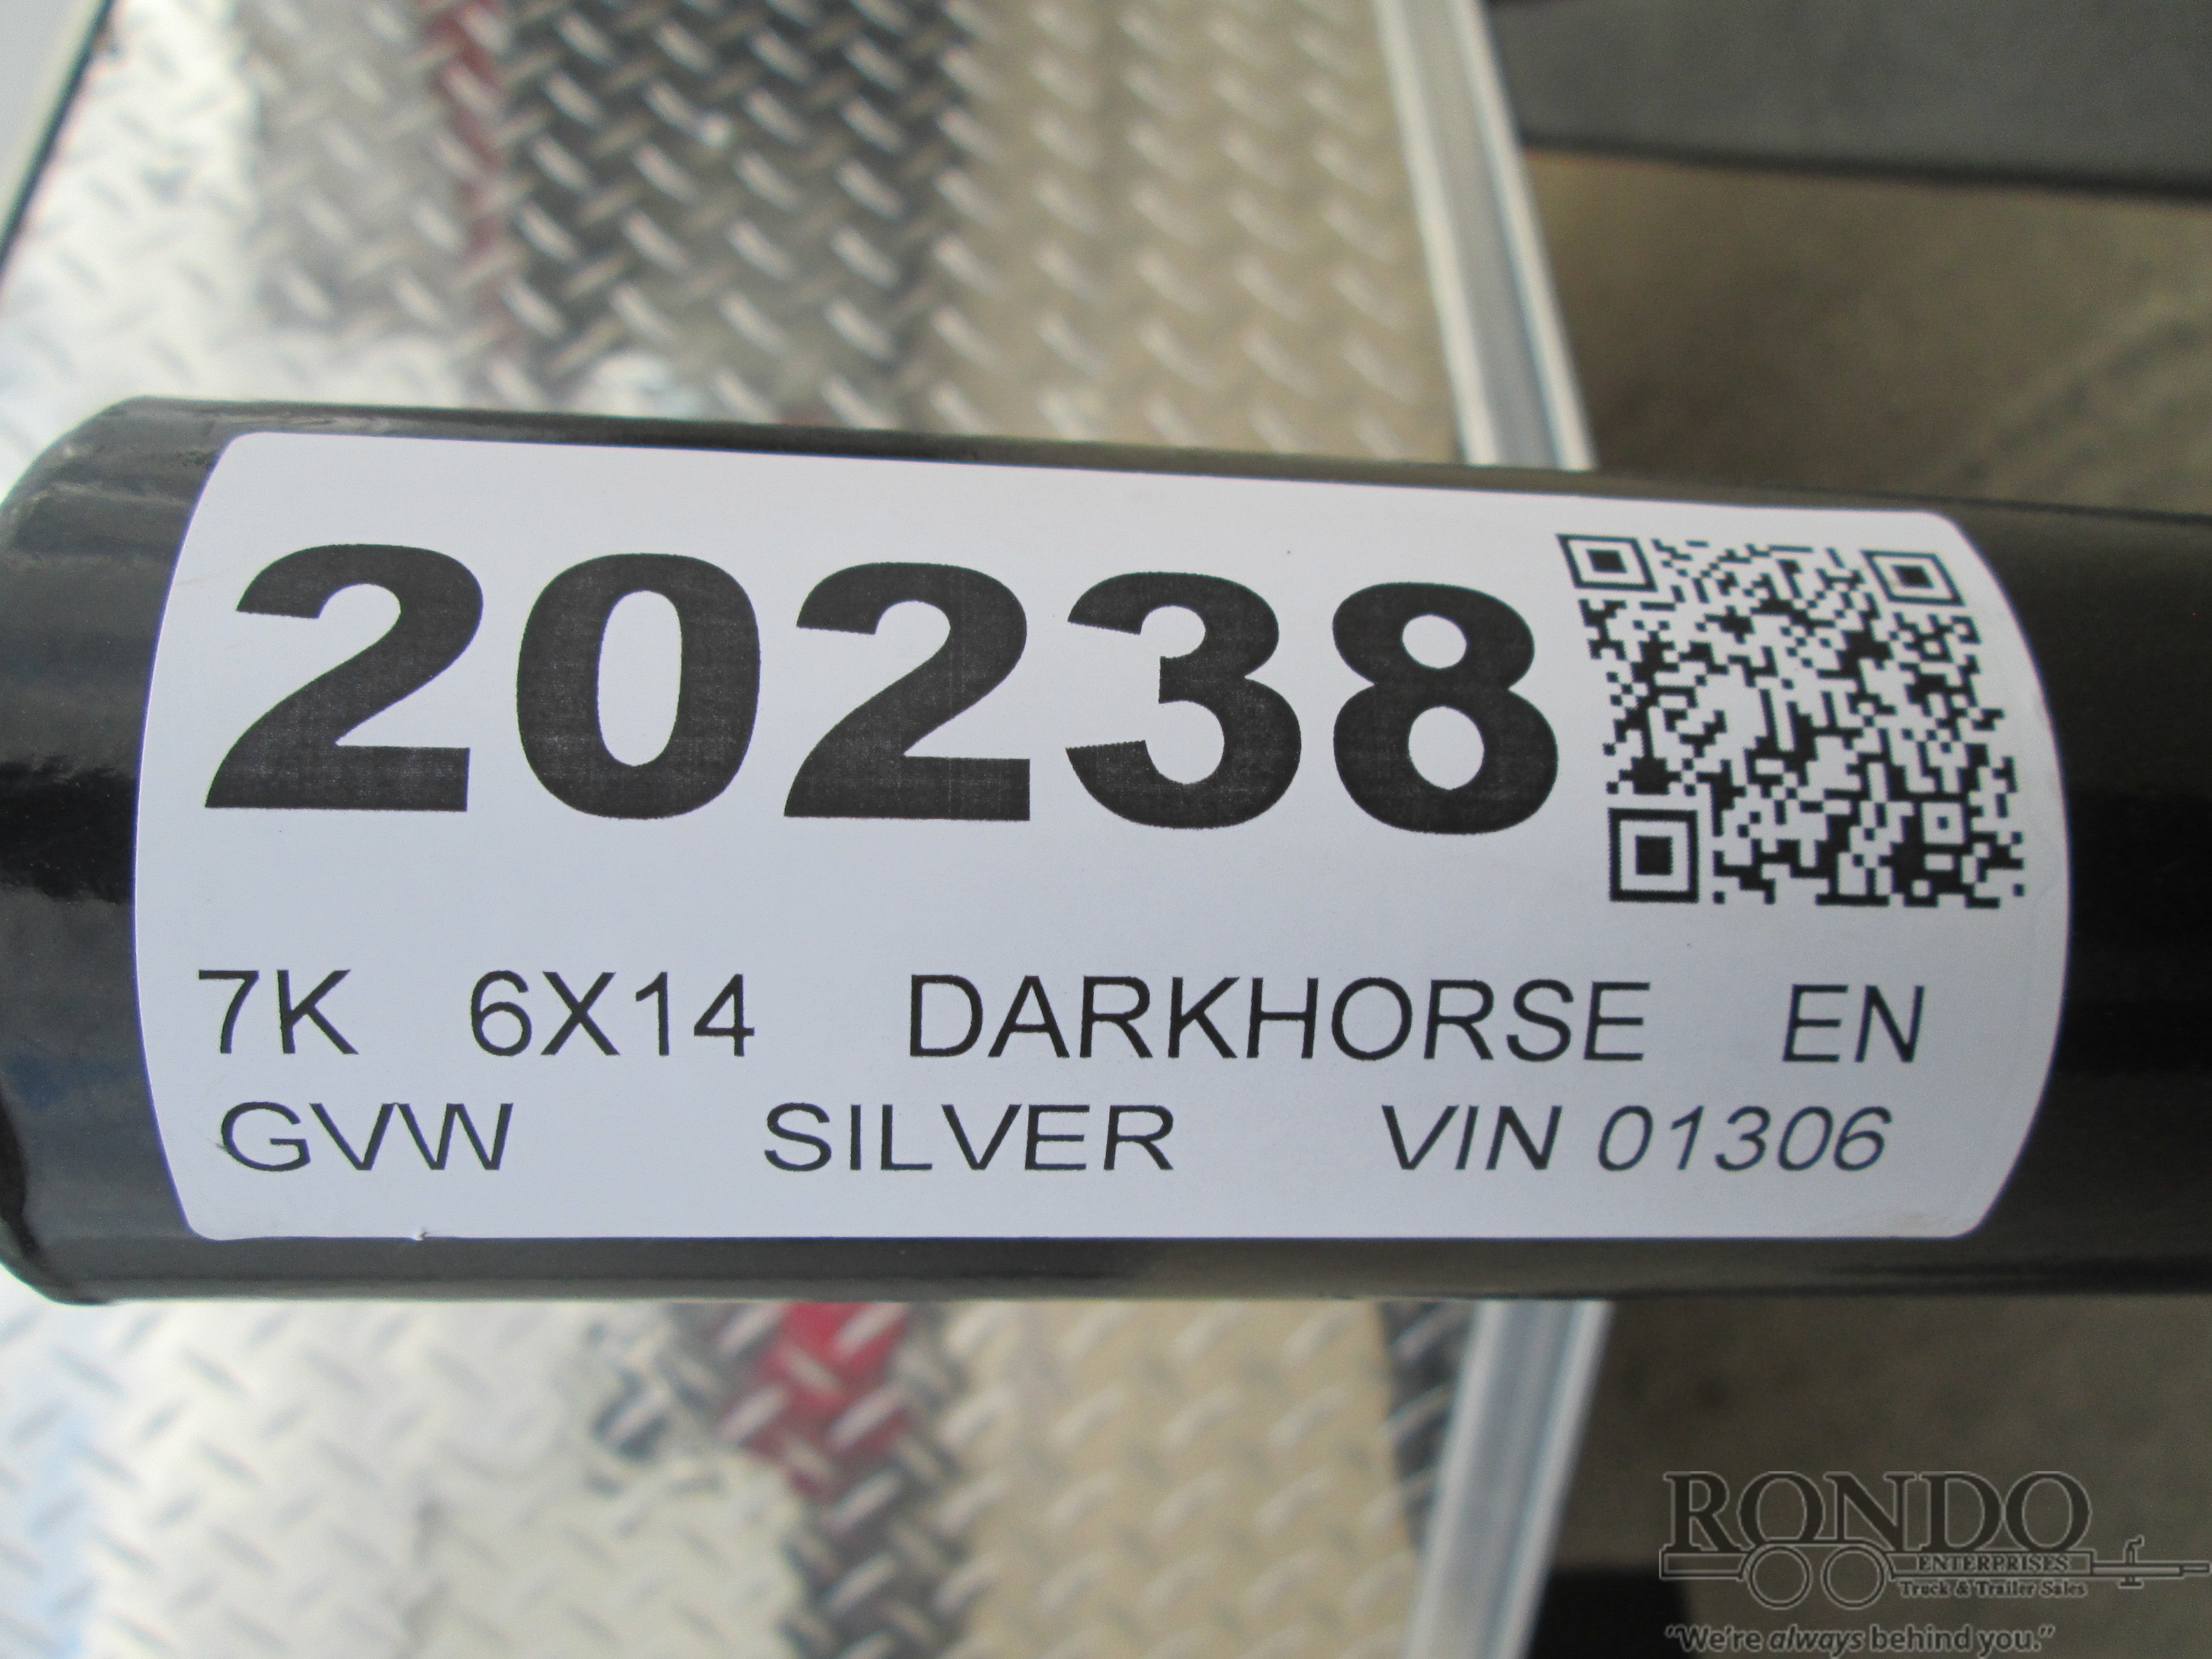 20238
7K 6X14 DARKHORSE EN
GVW SILVER VIN 01306
RONDO
ENTERPRISES
Truck & Trailer Sales
"We're always behind you."